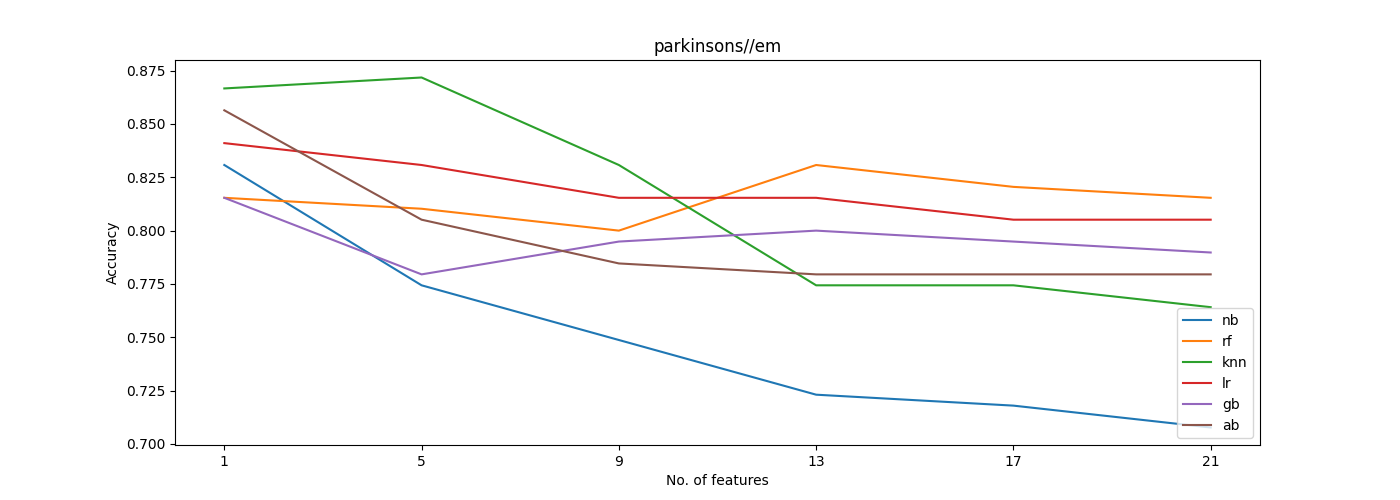 parkinsons//em
0.875
0.850
0.825
0.800
0.775
0.750
0.725
0.700
Accuracy
1 5 9 13 17 21
No. of features
nb
rf
knn
lr
gb
ab